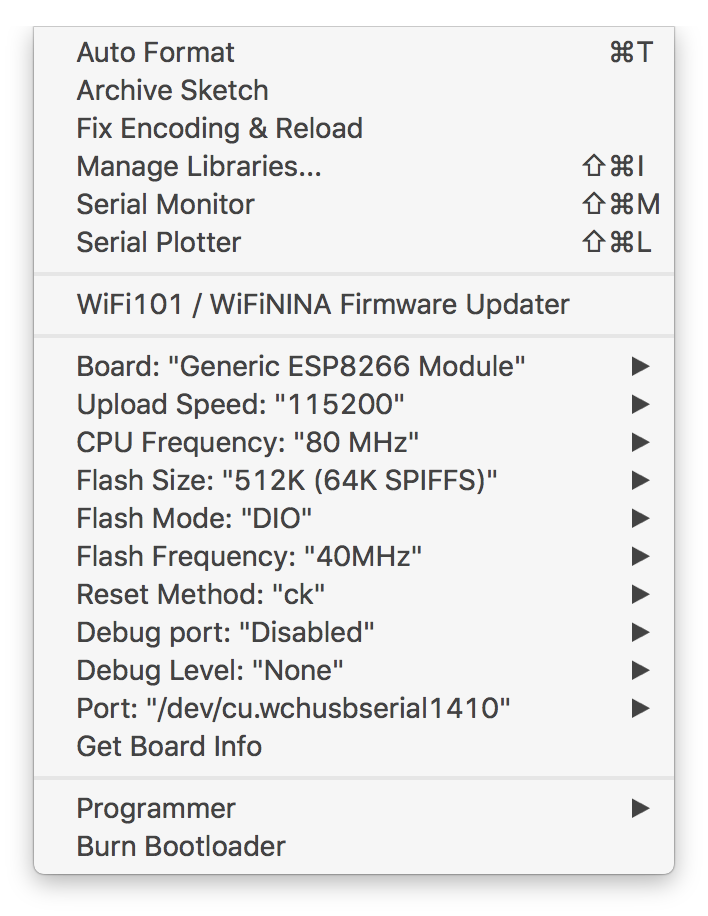 Auto Format ⌘T
Archive Sketch
Fix Encoding & Reload
Manage Libraries... ⇧⌘I
Serial Monitor ⇧⌘M
Serial Plotter ⇧⌘L
WiFi101 / WiFiNINA Firmware Updater
Board: "Generic ESP8266 Module"
Upload Speed: "115200"
CPU Frequency: "80 MHz"
Flash Size: "512K (64K SPIFFS)"
Flash Mode: "DIO"
Flash Frequency: "40MHz"
Reset Method: "ck"
Debug port: "Disabled"
Debug Level: "None"
Port: "/dev/cu.wchusbserial1410"
Get Board Info
Programmer
Burn Bootloader